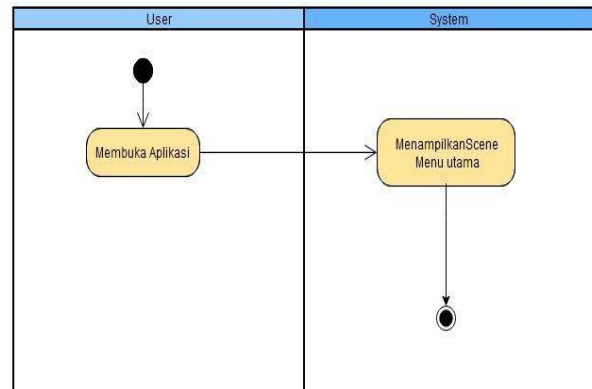 User
System
Membuka Aplikasi
MenampilkanScene
Menu utama